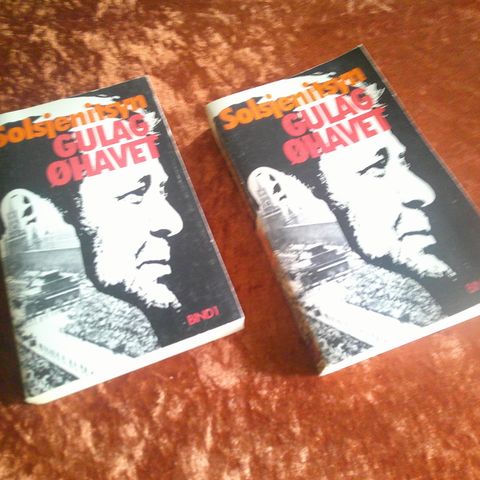 Solsjenitsyn
GULAG
ØHAVET
BIND 1
Solsjenitsyn
GULAG
ØHAVET